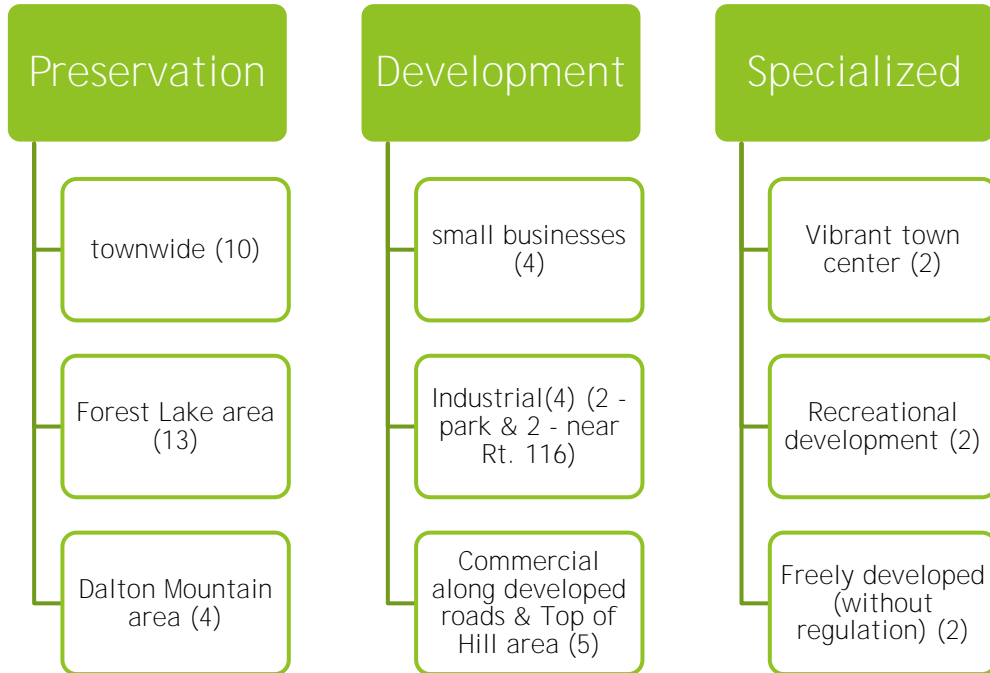 Preservation
townwide (10)
Forest Lake area
(13)
Dalton Mountain
area (4)
Development
small businesses
(4)
Industrial(4) (2 -
park & 2 - near
Rt. 116)
Commercial
along developed
roads & Top of
Hill area (5)
Specialized
Vibrant town
center (2)
Recreational
development (2)
Freely developed
(without
regulation) (2)